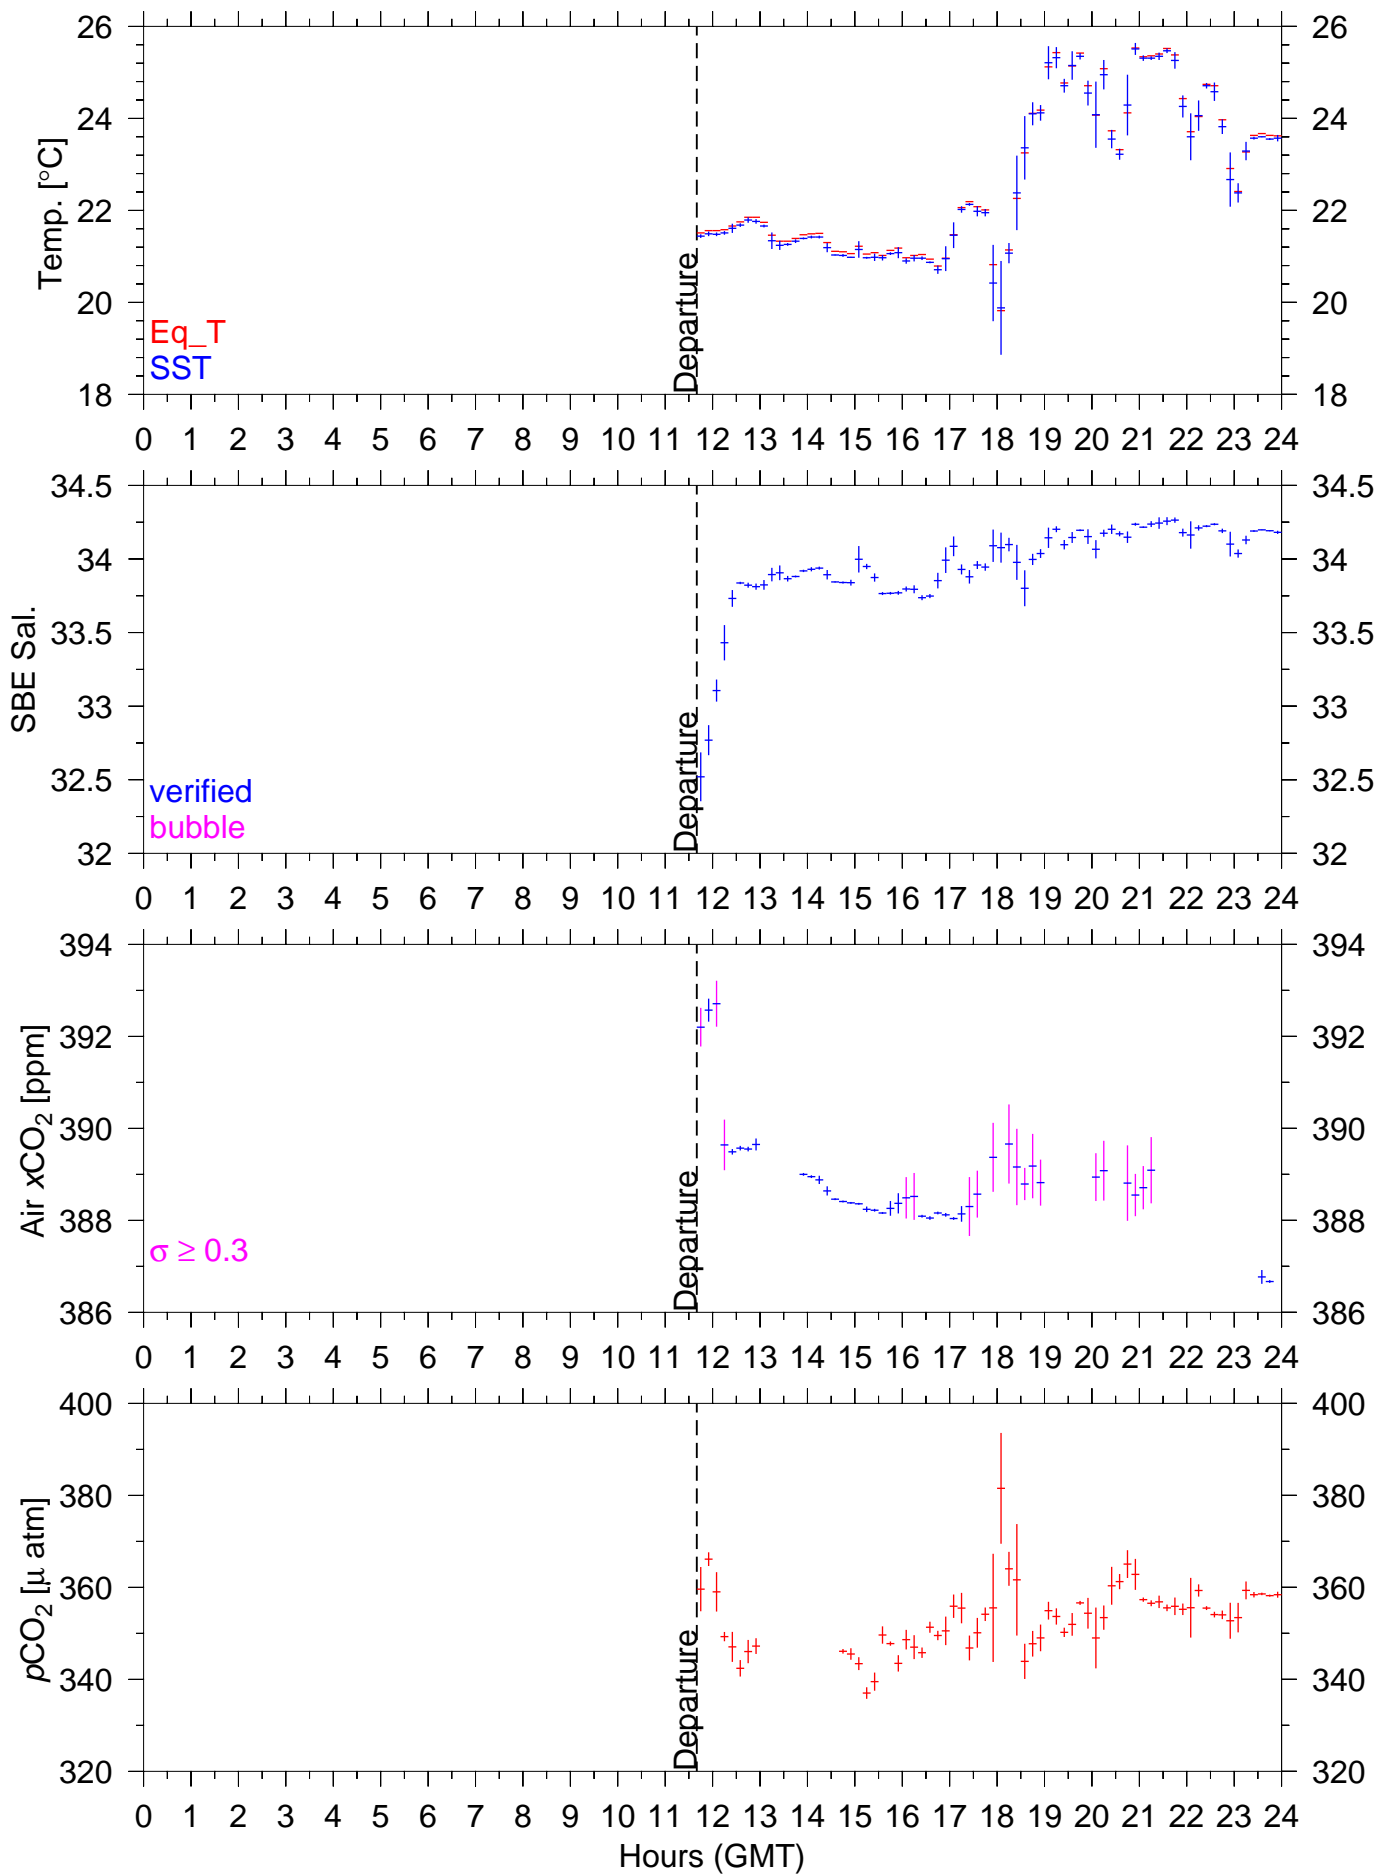 26 26
24 24
22 22
20 20
18 18
Temp. [°C]
Eq_T
SST
Departure
0 1 2 3 4 5 6 7 8 9 10 11 12 13 14 15 16 17 18 19 20 21 22 23 24
34.5 34.5
34 34
33.5 33.5
33 33
32.5 32.5
32 32
SBE Sal.
verified
bubble
Departure
0 1 2 3 4 5 6 7 8 9 10 11 12 13 14 15 16 17 18 19 20 21 22 23 24
394 394
392 392
390 390
388 388
386 386
Air xCO₂ [ppm]
σ ≥ 0.3
Departure
0 1 2 3 4 5 6 7 8 9 10 11 12 13 14 15 16 17 18 19 20 21 22 23 24
400 400
380 380
360 360
340 340
320 320
pCO₂ [μ atm]
Departure
0 1 2 3 4 5 6 7 8 9 10 11 12 13 14 15 16 17 18 19 20 21 22 23 24
Hours (GMT)